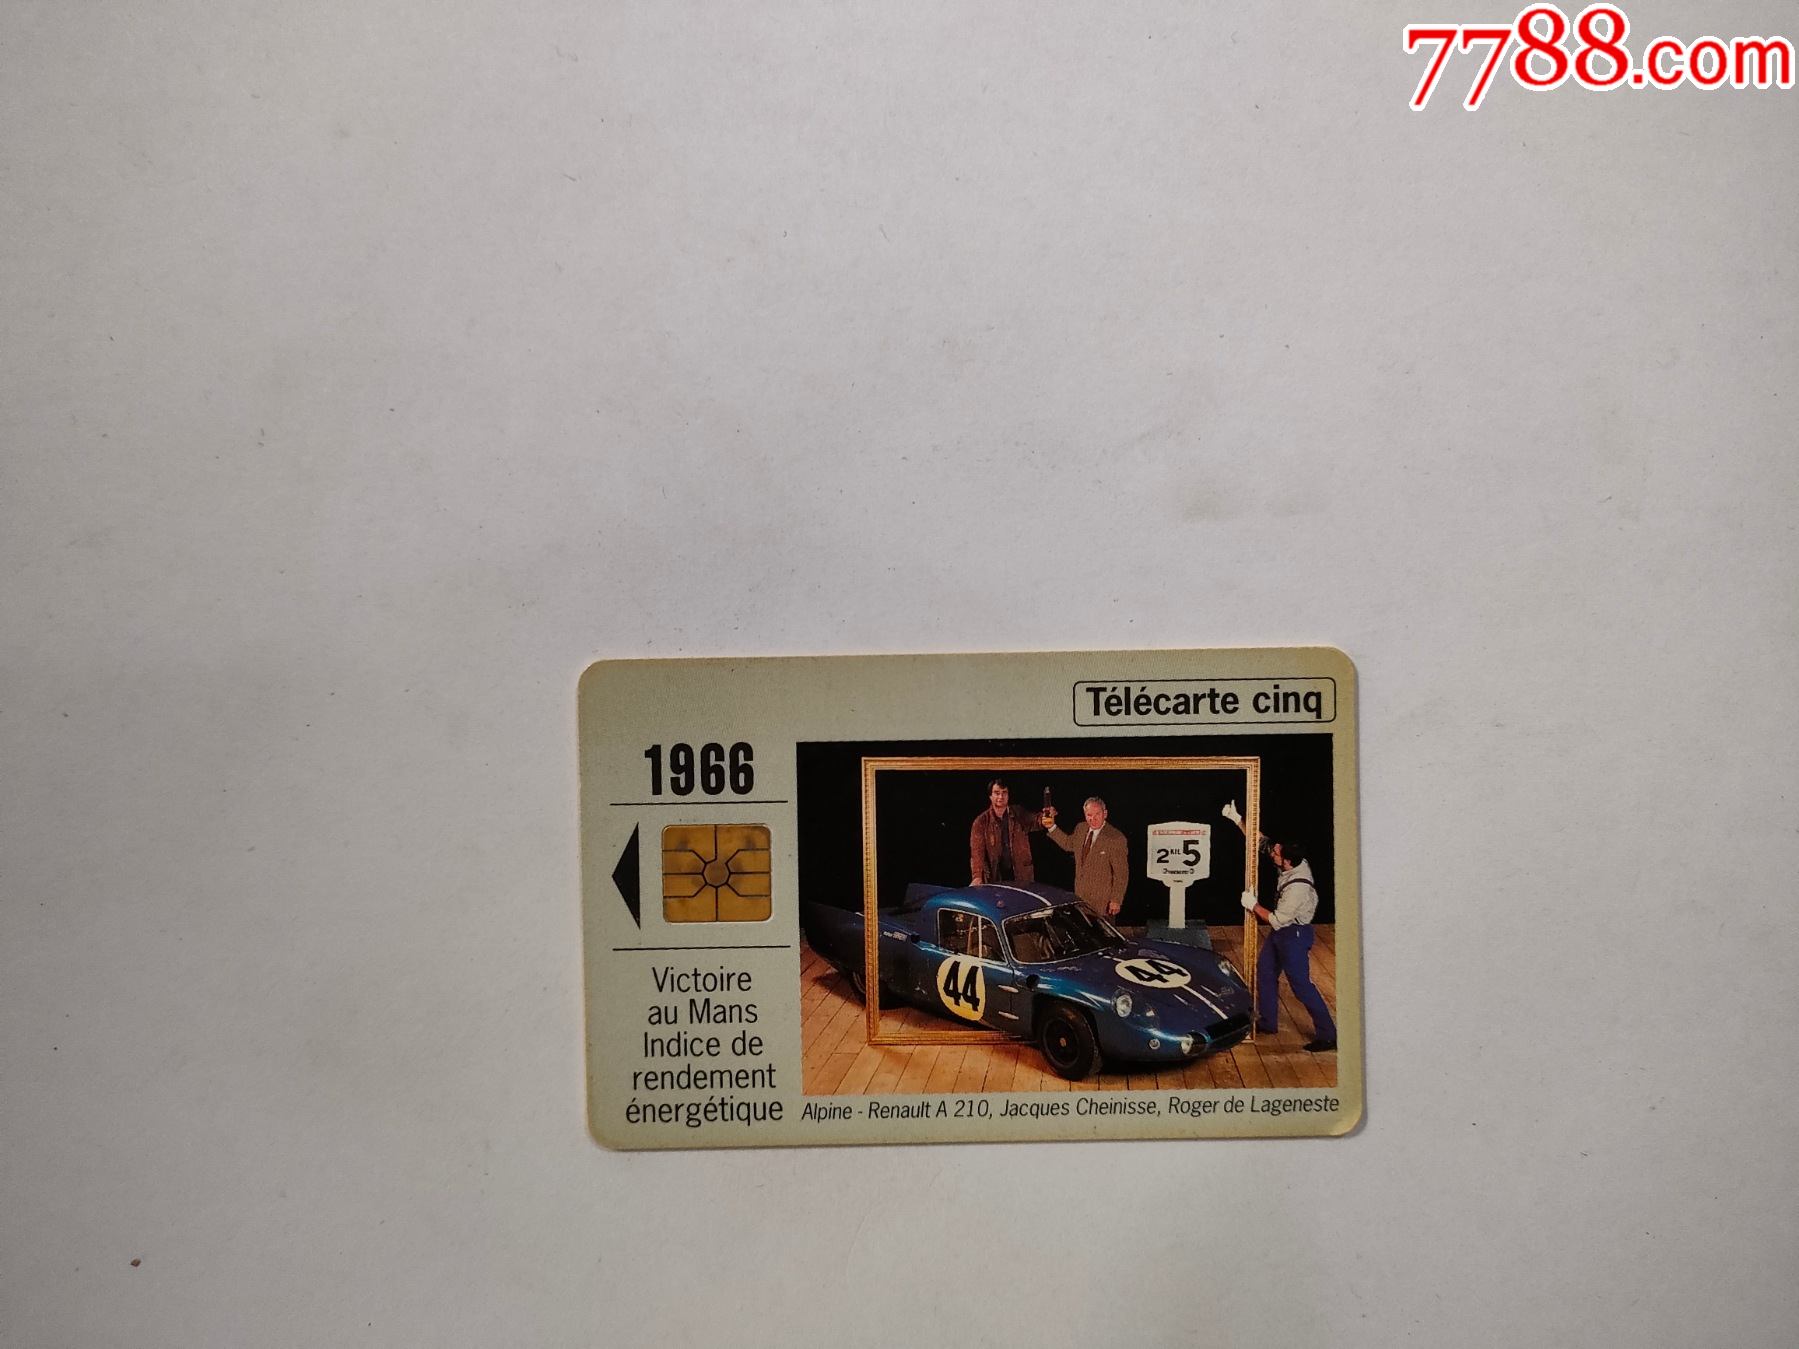 7788.com
Télécarte cinq
1966
2 KIL 5
44
44
Victoire
au Mans
Indice de
rendement
énergétique
Alpine - Renault A 210, Jacques Cheinisse, Roger de Lageneste